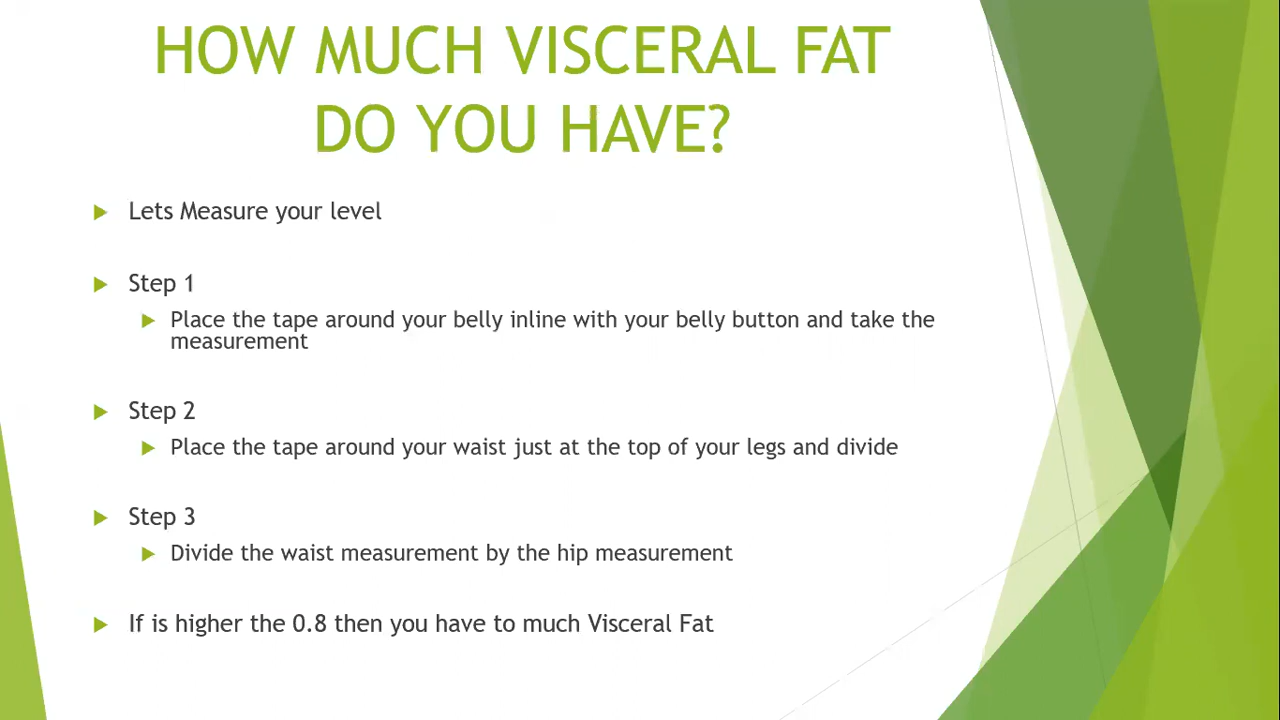 HOW MUCH VISCERAL FAT
DO YOU HAVE?
Lets Measure your level
Step 1
Place the tape around your belly inline with your belly button and take the
measurement
Step 2
Place the tape around your waist just at the top of your legs and divide
Step 3
Divide the waist measurement by the hip measurement
If is higher the 0.8 then you have to much Visceral Fat